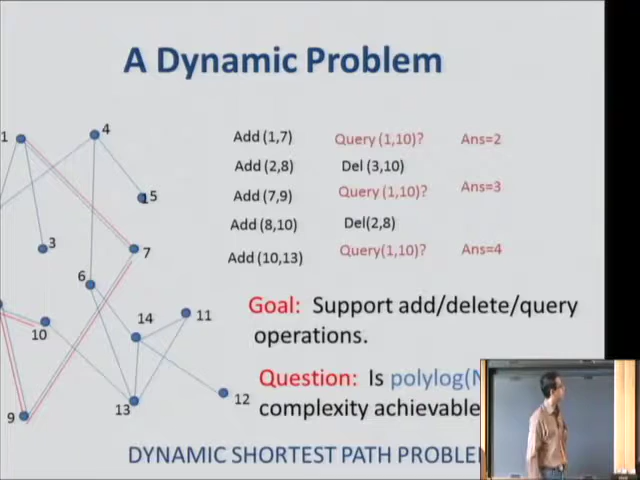 A Dynamic Problem
1
4
15
3
7
6
10
14
11
13
12
9
Add (1,7) Query (1,10)? Ans=2
Add (2,8) Del (3,10)
Add (7,9) Query (1,10)? Ans=3
Add (8,10) Del(2,8)
Add (10,13) Query(1,10)? Ans=4
Goal: Support add/delete/query
operations.
Question: Is polylog(N
complexity achievable
DYNAMIC SHORTEST PATH PROBLE